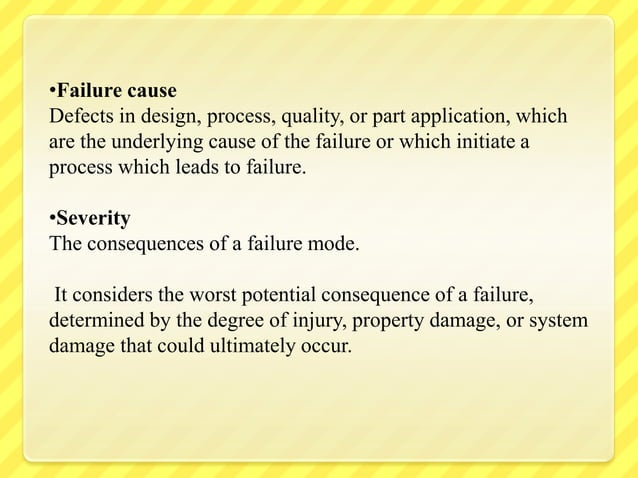 •Failure cause
Defects in design, process, quality, or part application, which
are the underlying cause of the failure or which initiate a
process which leads to failure.
•Severity
The consequences of a failure mode.
It considers the worst potential consequence of a failure,
determined by the degree of injury, property damage, or system
damage that could ultimately occur.